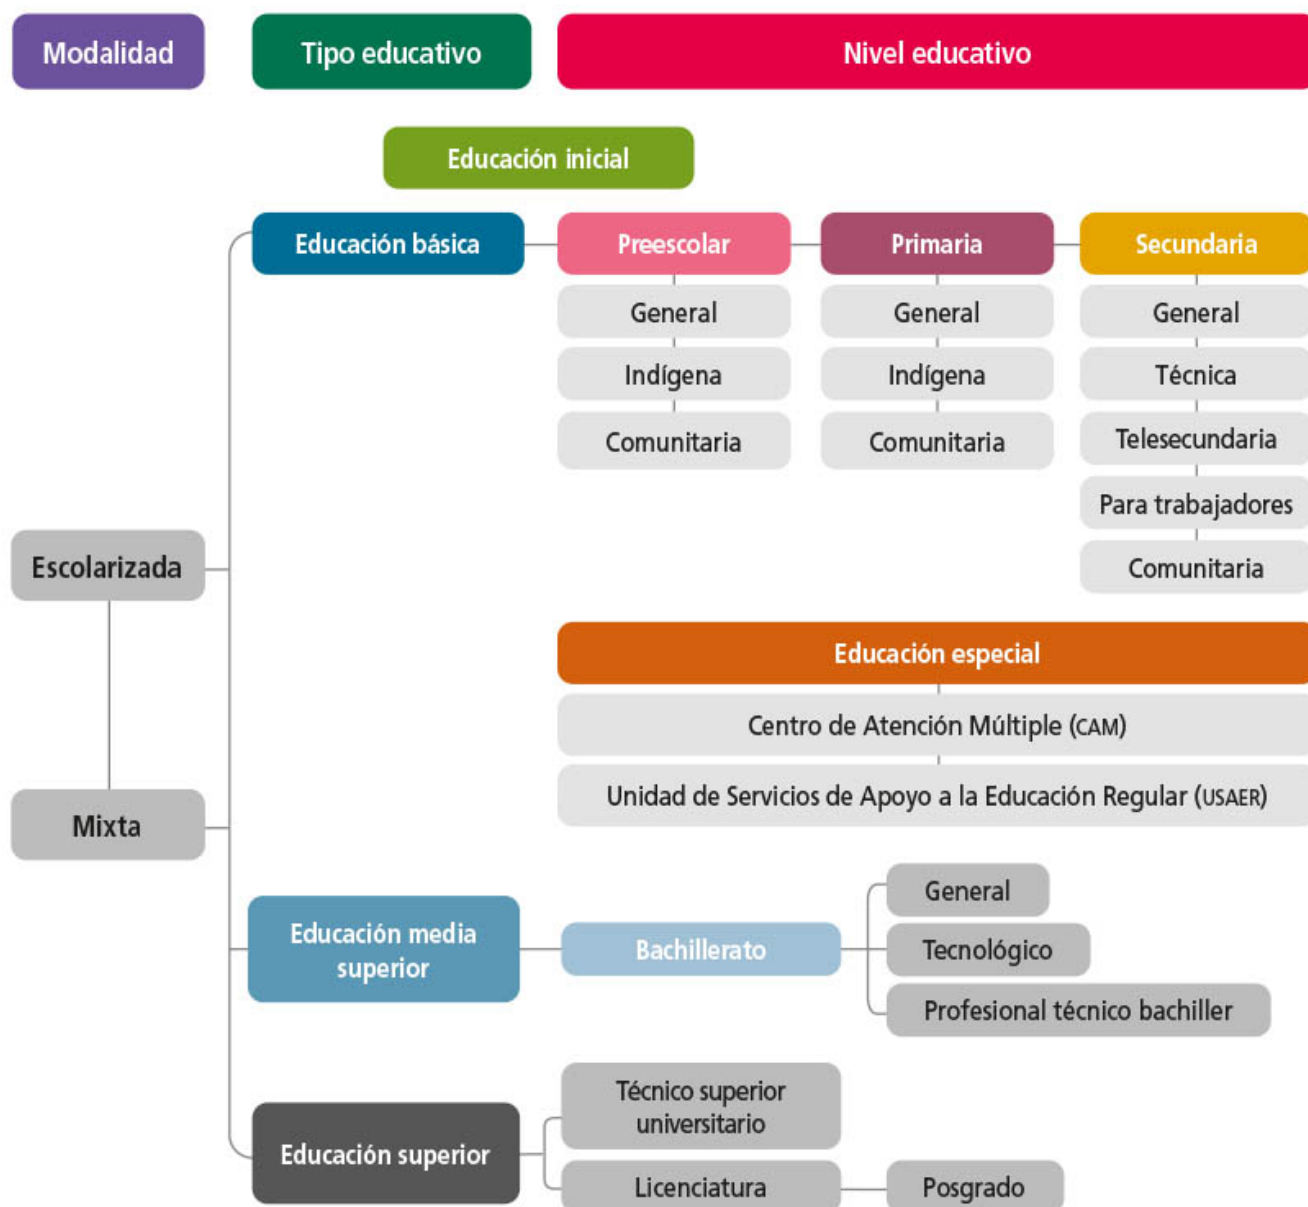 Modalidad
Tipo educativo
Nivel educativo
Educación inicial
Educación básica
Preescolar
Primaria
Secundaria
General
General
General
Indígena
Indígena
Técnica
Comunitaria
Comunitaria
Telesecundaria
Para trabajadores
Comunitaria
Escolarizada
Educación especial
Centro de Atención Múltiple (CAM)
Unidad de Servicios de Apoyo a la Educación Regular (USAER)
Mixta
Educación media
superior
Bachillerato
General
Tecnológico
Profesional técnico bachiller
Educación superior
Técnico superior
universitario
Licenciatura
Posgrado